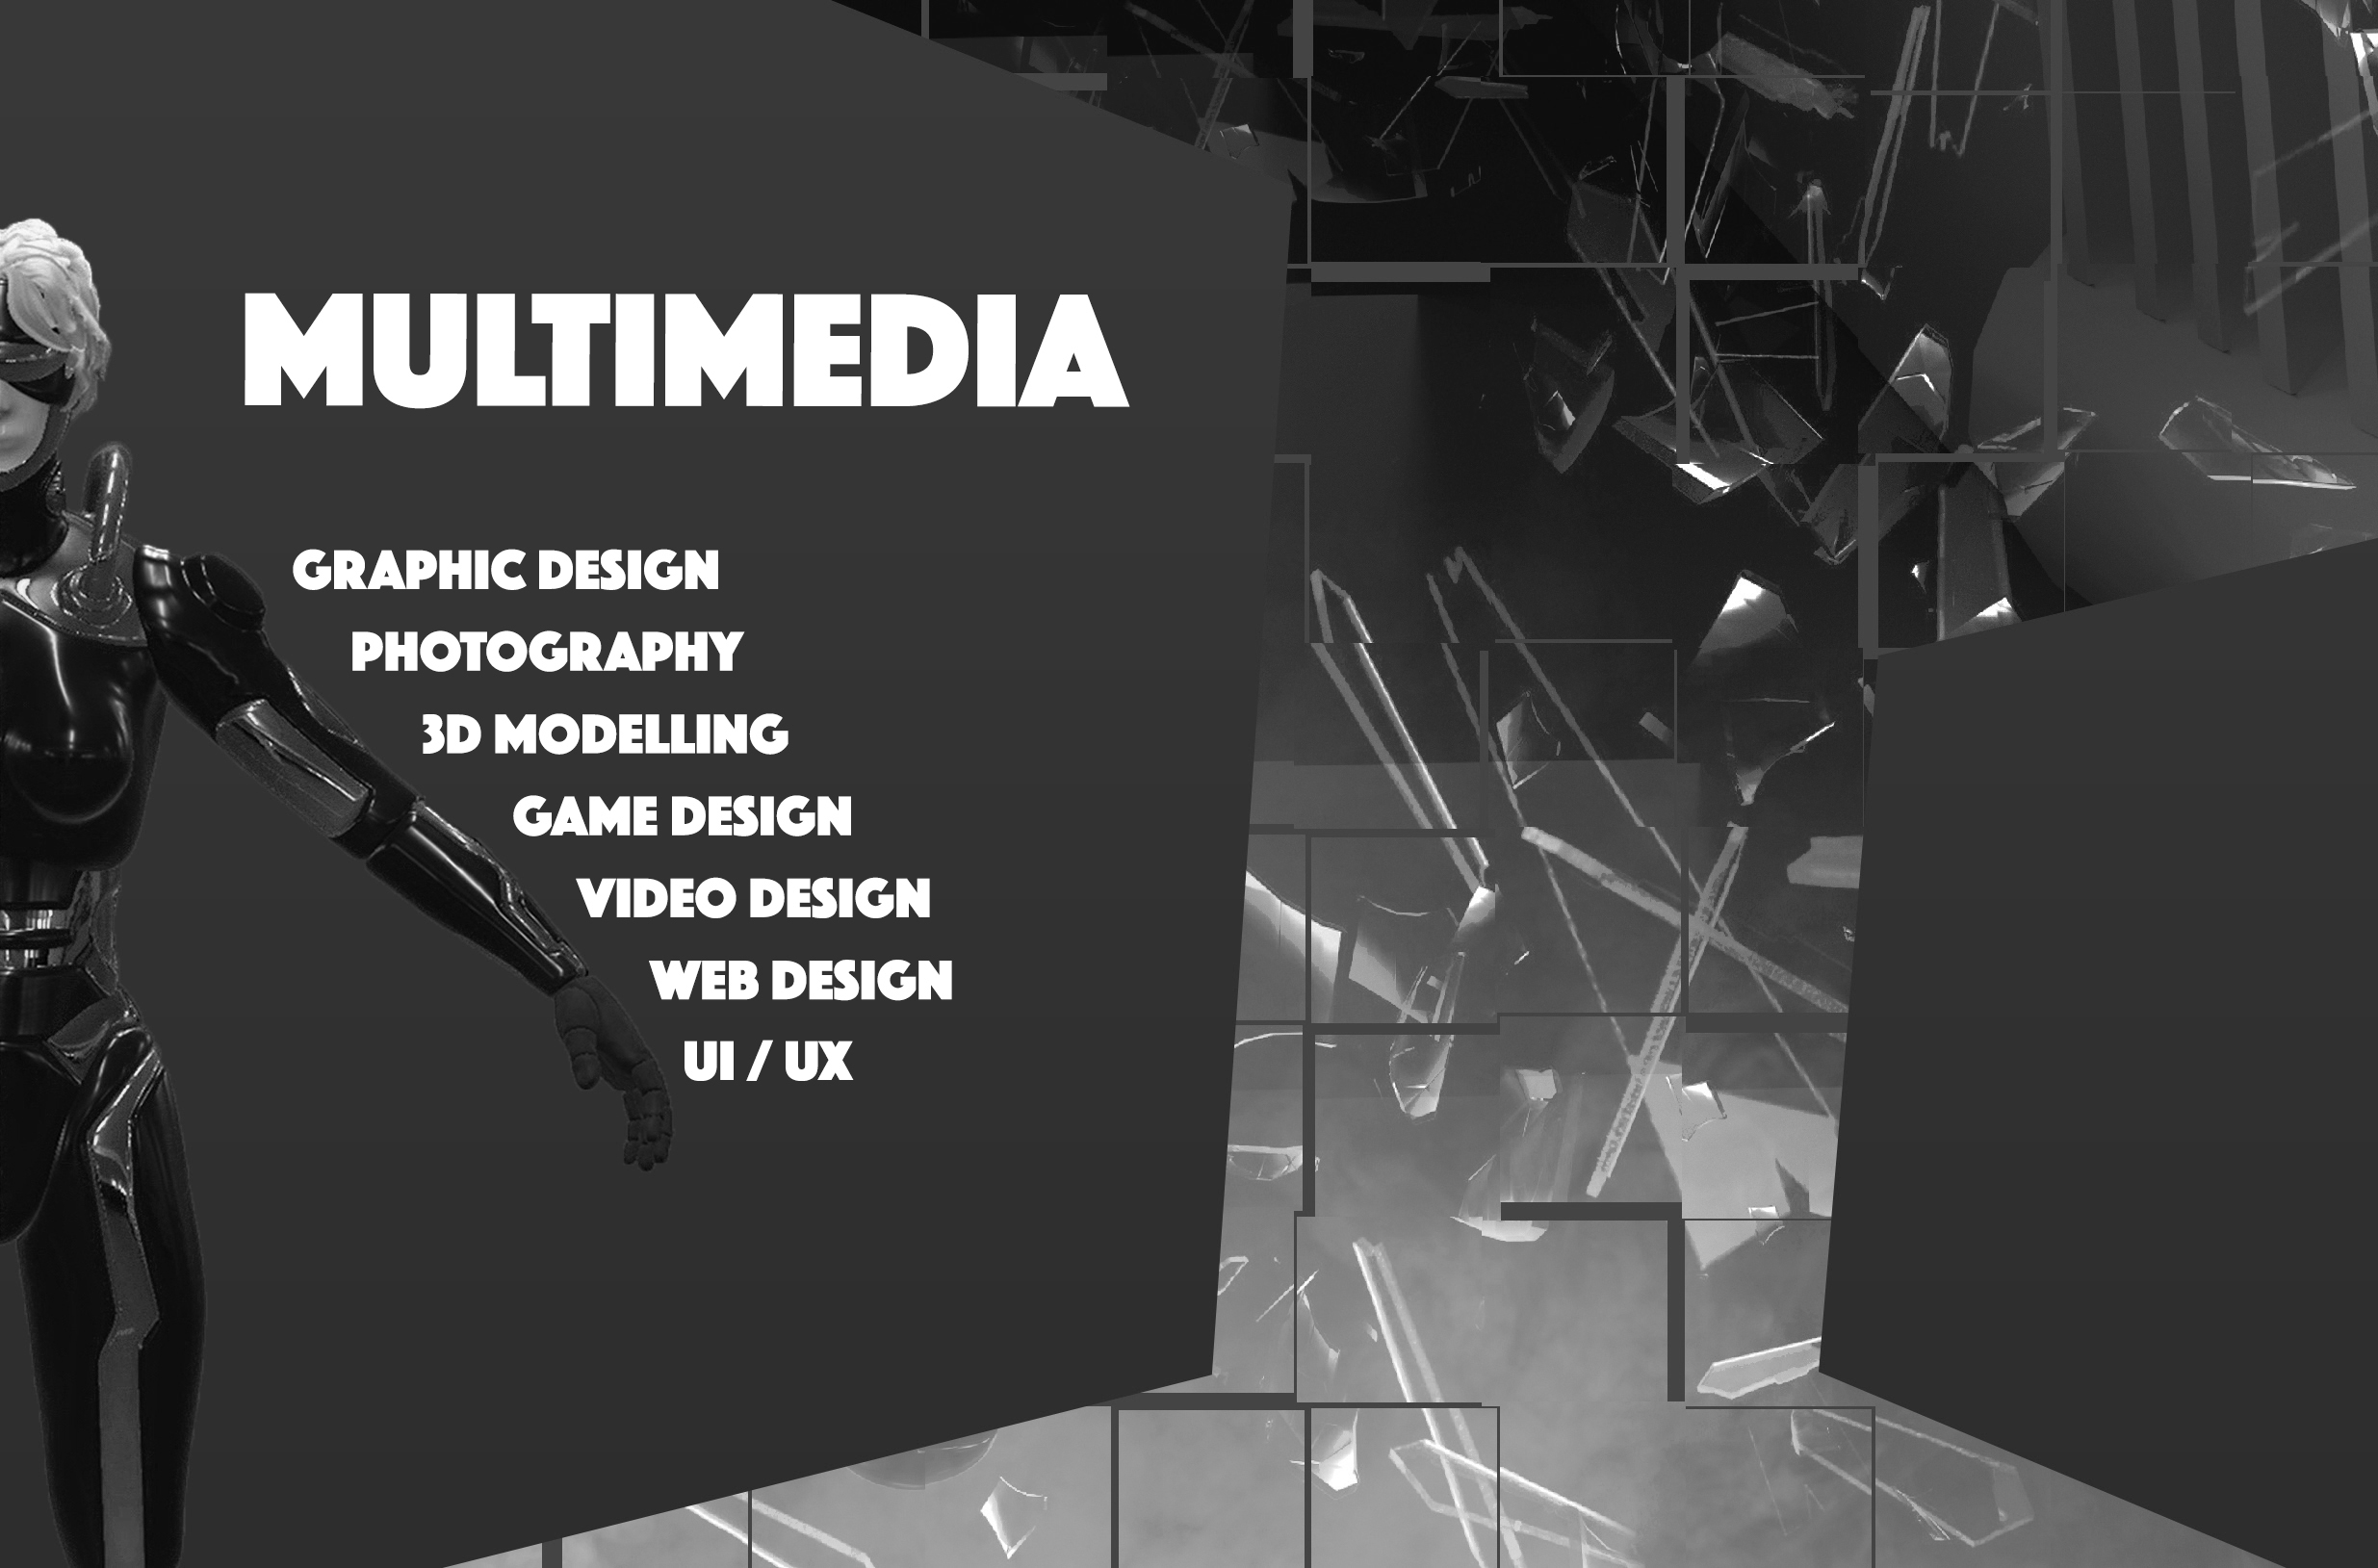 MULTIMEDIA
GRAPHIC DESIGN
PHOTOGRAPHY
3D MODELLING
GAME DESIGN
VIDEO DESIGN
WEB DESIGN
UI / UX